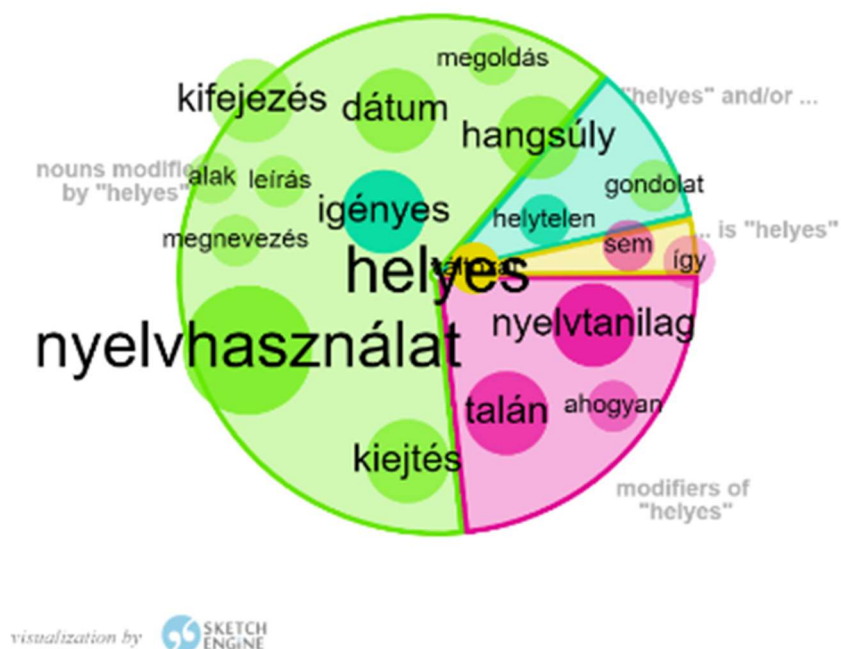 megoldás
kifejezés
dátum
"helyes" and/or ...
hangsúly
nouns modifie
by "helyes"
alak
leírás
gondolat
igényes
helytelen
... is "helyes"
megnevezés
sem
így
helyes
nyelvtanilag
nyelvhasználat
talán
ahogyan
kiejtés
modifiers of
"helyes"
visualization by
SKETCH
ENGINE